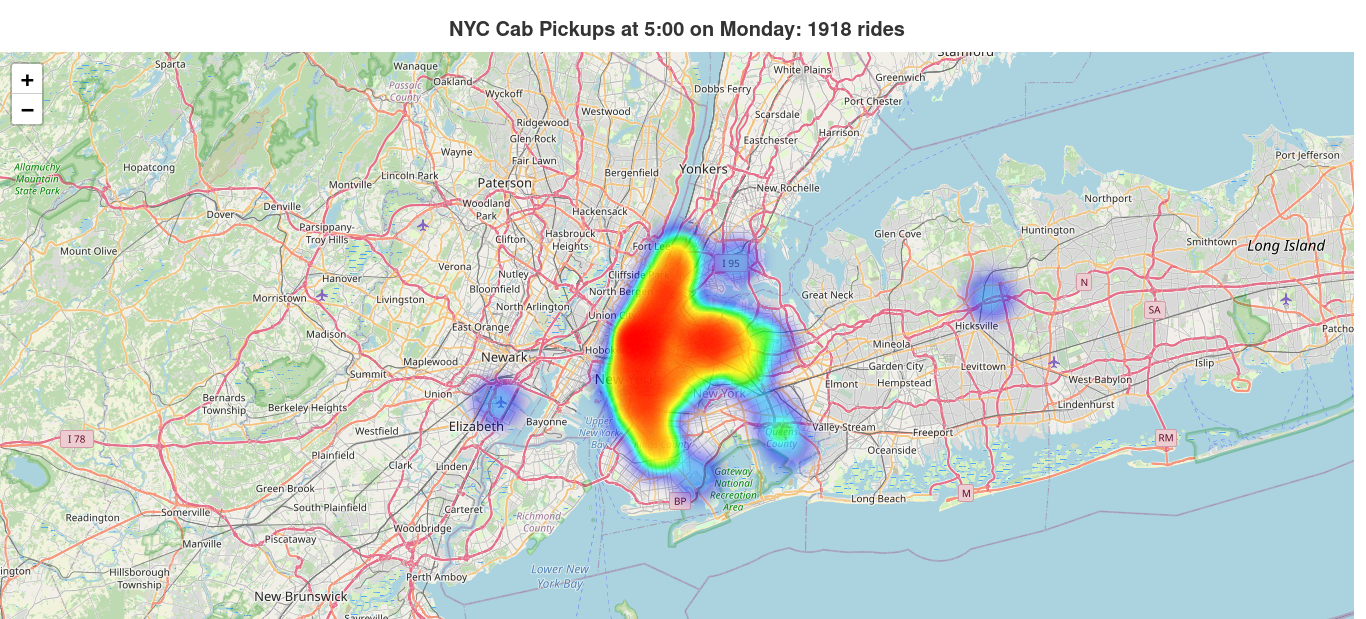 NYC Cab Pickups at 5:00 on Monday: 1918 rides
+
−
Sparta
Wanaque
Oakland
Stamford
White Plains
Greenwich
Passaic
County
Wyckoff
Dobbs Ferry
Port Chester
Westwood
Scarsdale
Ridgewood
Glen Rock
Harrison
Eastchester
Wayne
Fair Lawn
Port Jefferson
Allamuchy
Mountain
State Park
Hopatcong
Lincoln Park
Bergenfield
Yonkers
Montville
Paterson
New Rochelle
Northport
Denville
Dover
Woodland
Park
Hackensack
Parsippany-
Troy Hills
Clifton
Hasbrouck
Heights
Fort Lee
Glen Cove
Huntington
Smithtown
Long Island
Mount Olive
Verona
I 95
Hanover
Nutley
Cliffside
N
Morristown
Livingston
Bloomfield
North
Great Neck
North Arlington
SA
Union
Madison
East Orange
Hicksville
Patcho
Maplewood
Newark
Mineola
Summit
Garden City
Levittown
Islip
Bernards
Township
Berkeley Heights
Union
New York
Elmont
Hempstead
West Babylon
Lindenhurst
Elizabeth
Bayonne
Upper
New York
Bay
Queens
County
Valley Stream
Freeport
I 78
Westfield
RM
Plainfield
Clark
Linden
Oceanside
Gateway
National
Recreation
Area
Green Brook
BP
M
Long Beach
South Plainfield
Carteret
Readington
Somerville
Richmond
County
Woodbridge
Manville
Piscataway
ington
Hillsborough
Township
Perth Amboy
Lower New
York Bay
New Brunswick
Sayreville